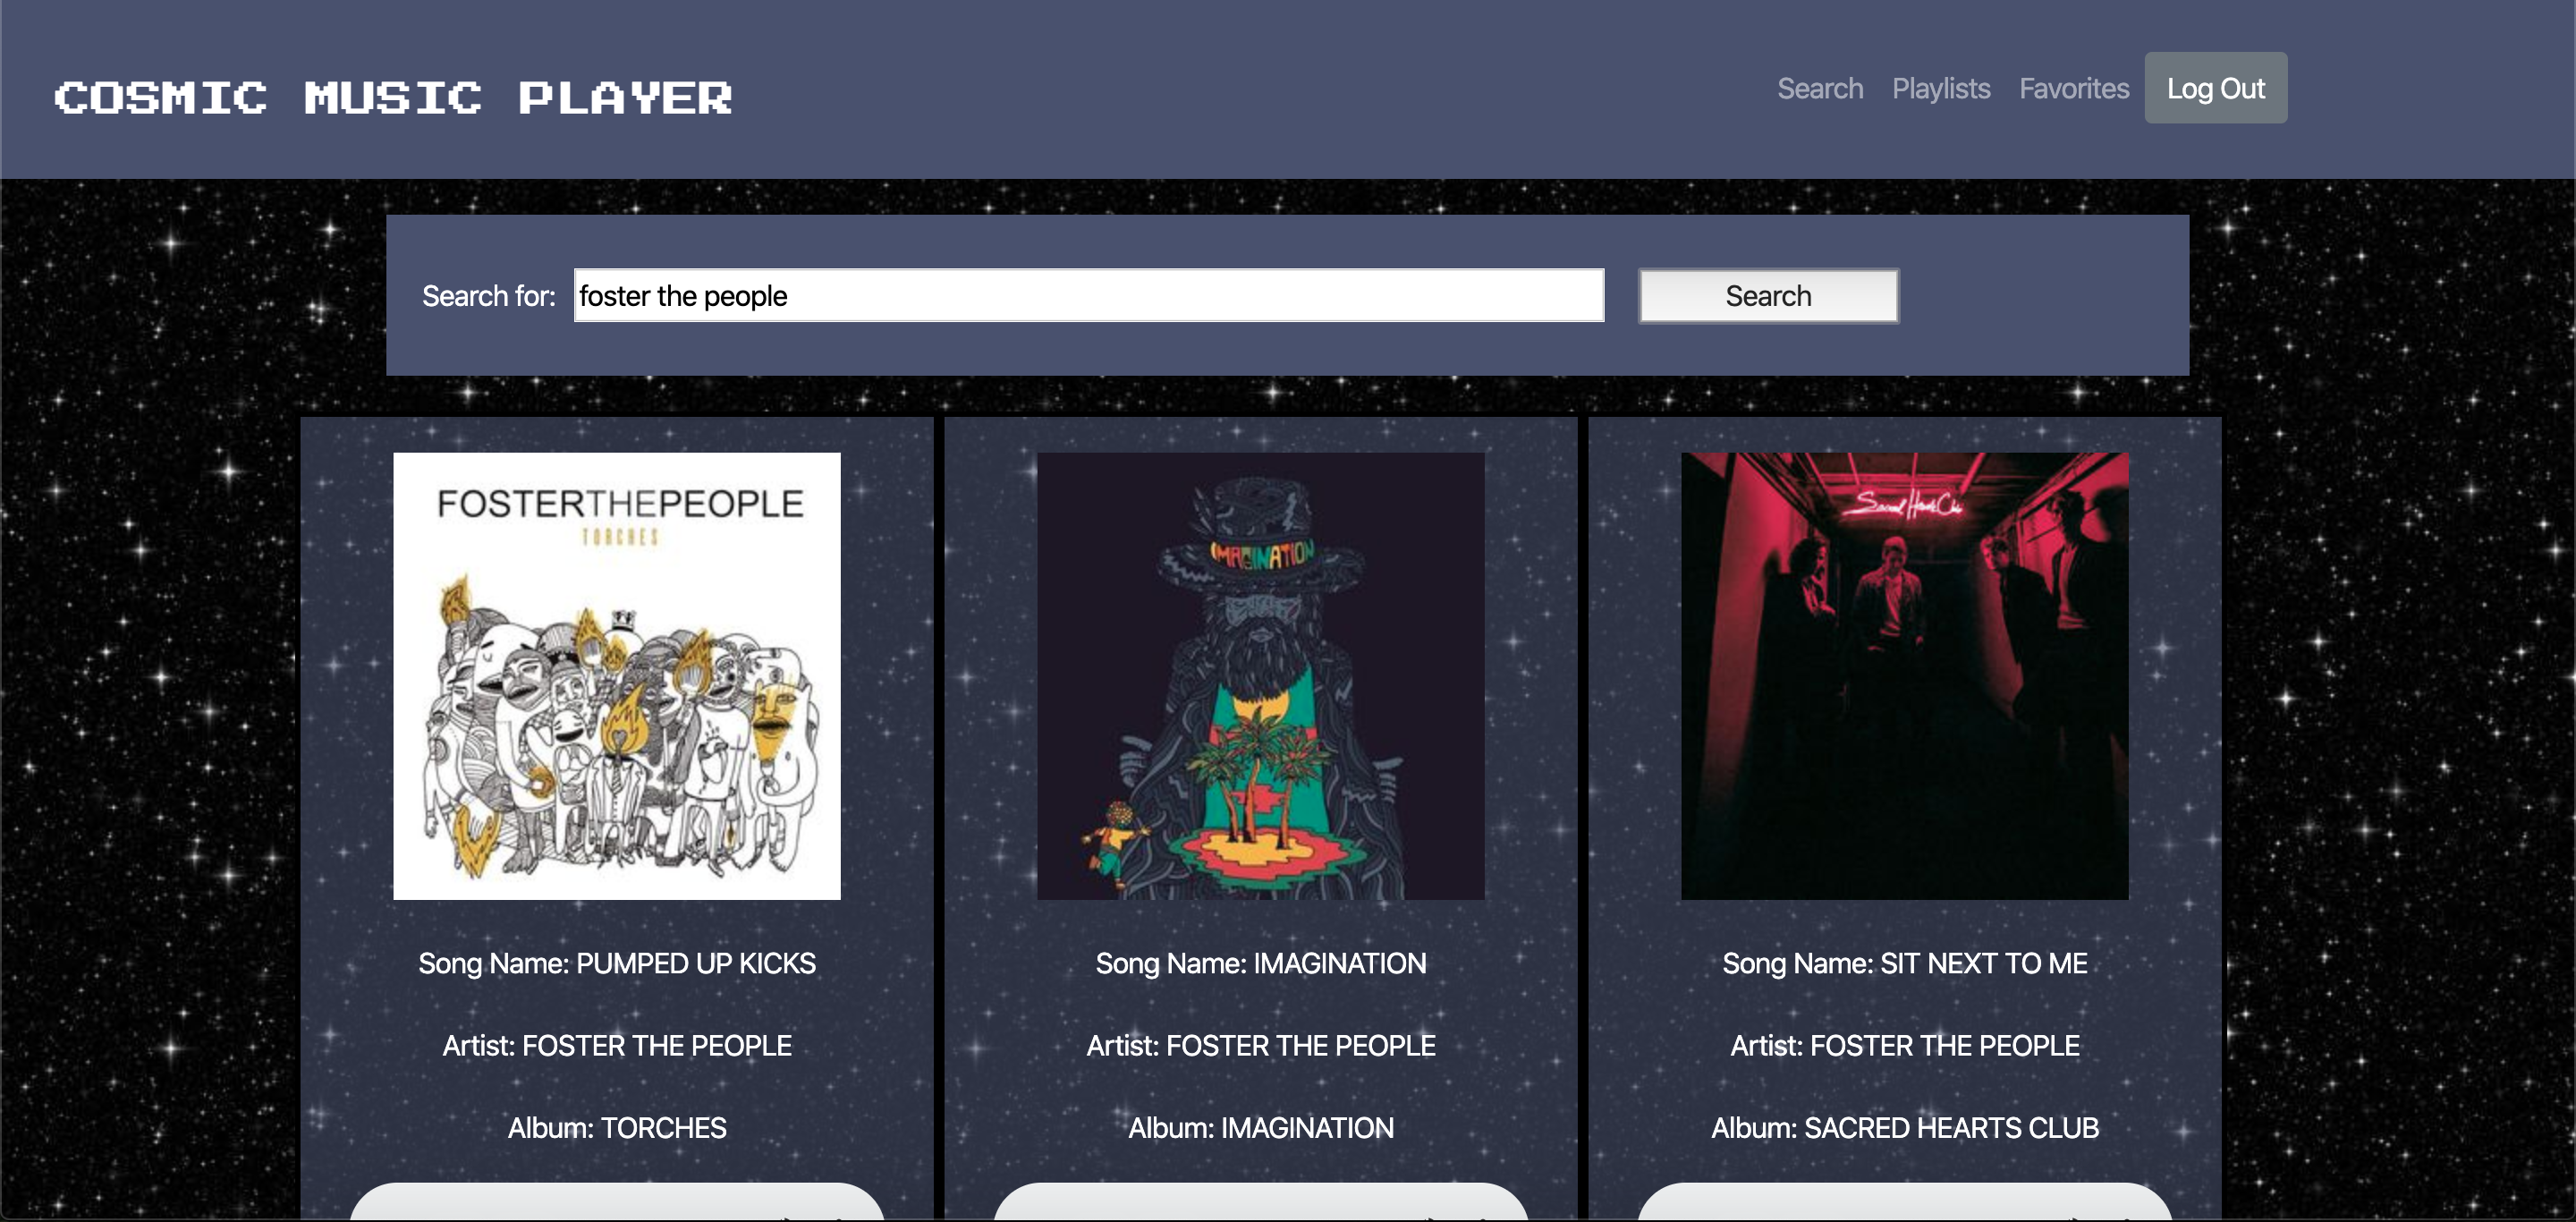 COSMIC MUSIC PLAYER
Search Playlists Favorites Log Out
Search for: foster the people Search
FOSTERTHEPEOPLE
TORCHES
IMAGINATION
Sacred Hearts Club
Song Name: PUMPED UP KICKS
Artist: FOSTER THE PEOPLE
Album: TORCHES
Song Name: IMAGINATION
Artist: FOSTER THE PEOPLE
Album: IMAGINATION
Song Name: SIT NEXT TO ME
Artist: FOSTER THE PEOPLE
Album: SACRED HEARTS CLUB